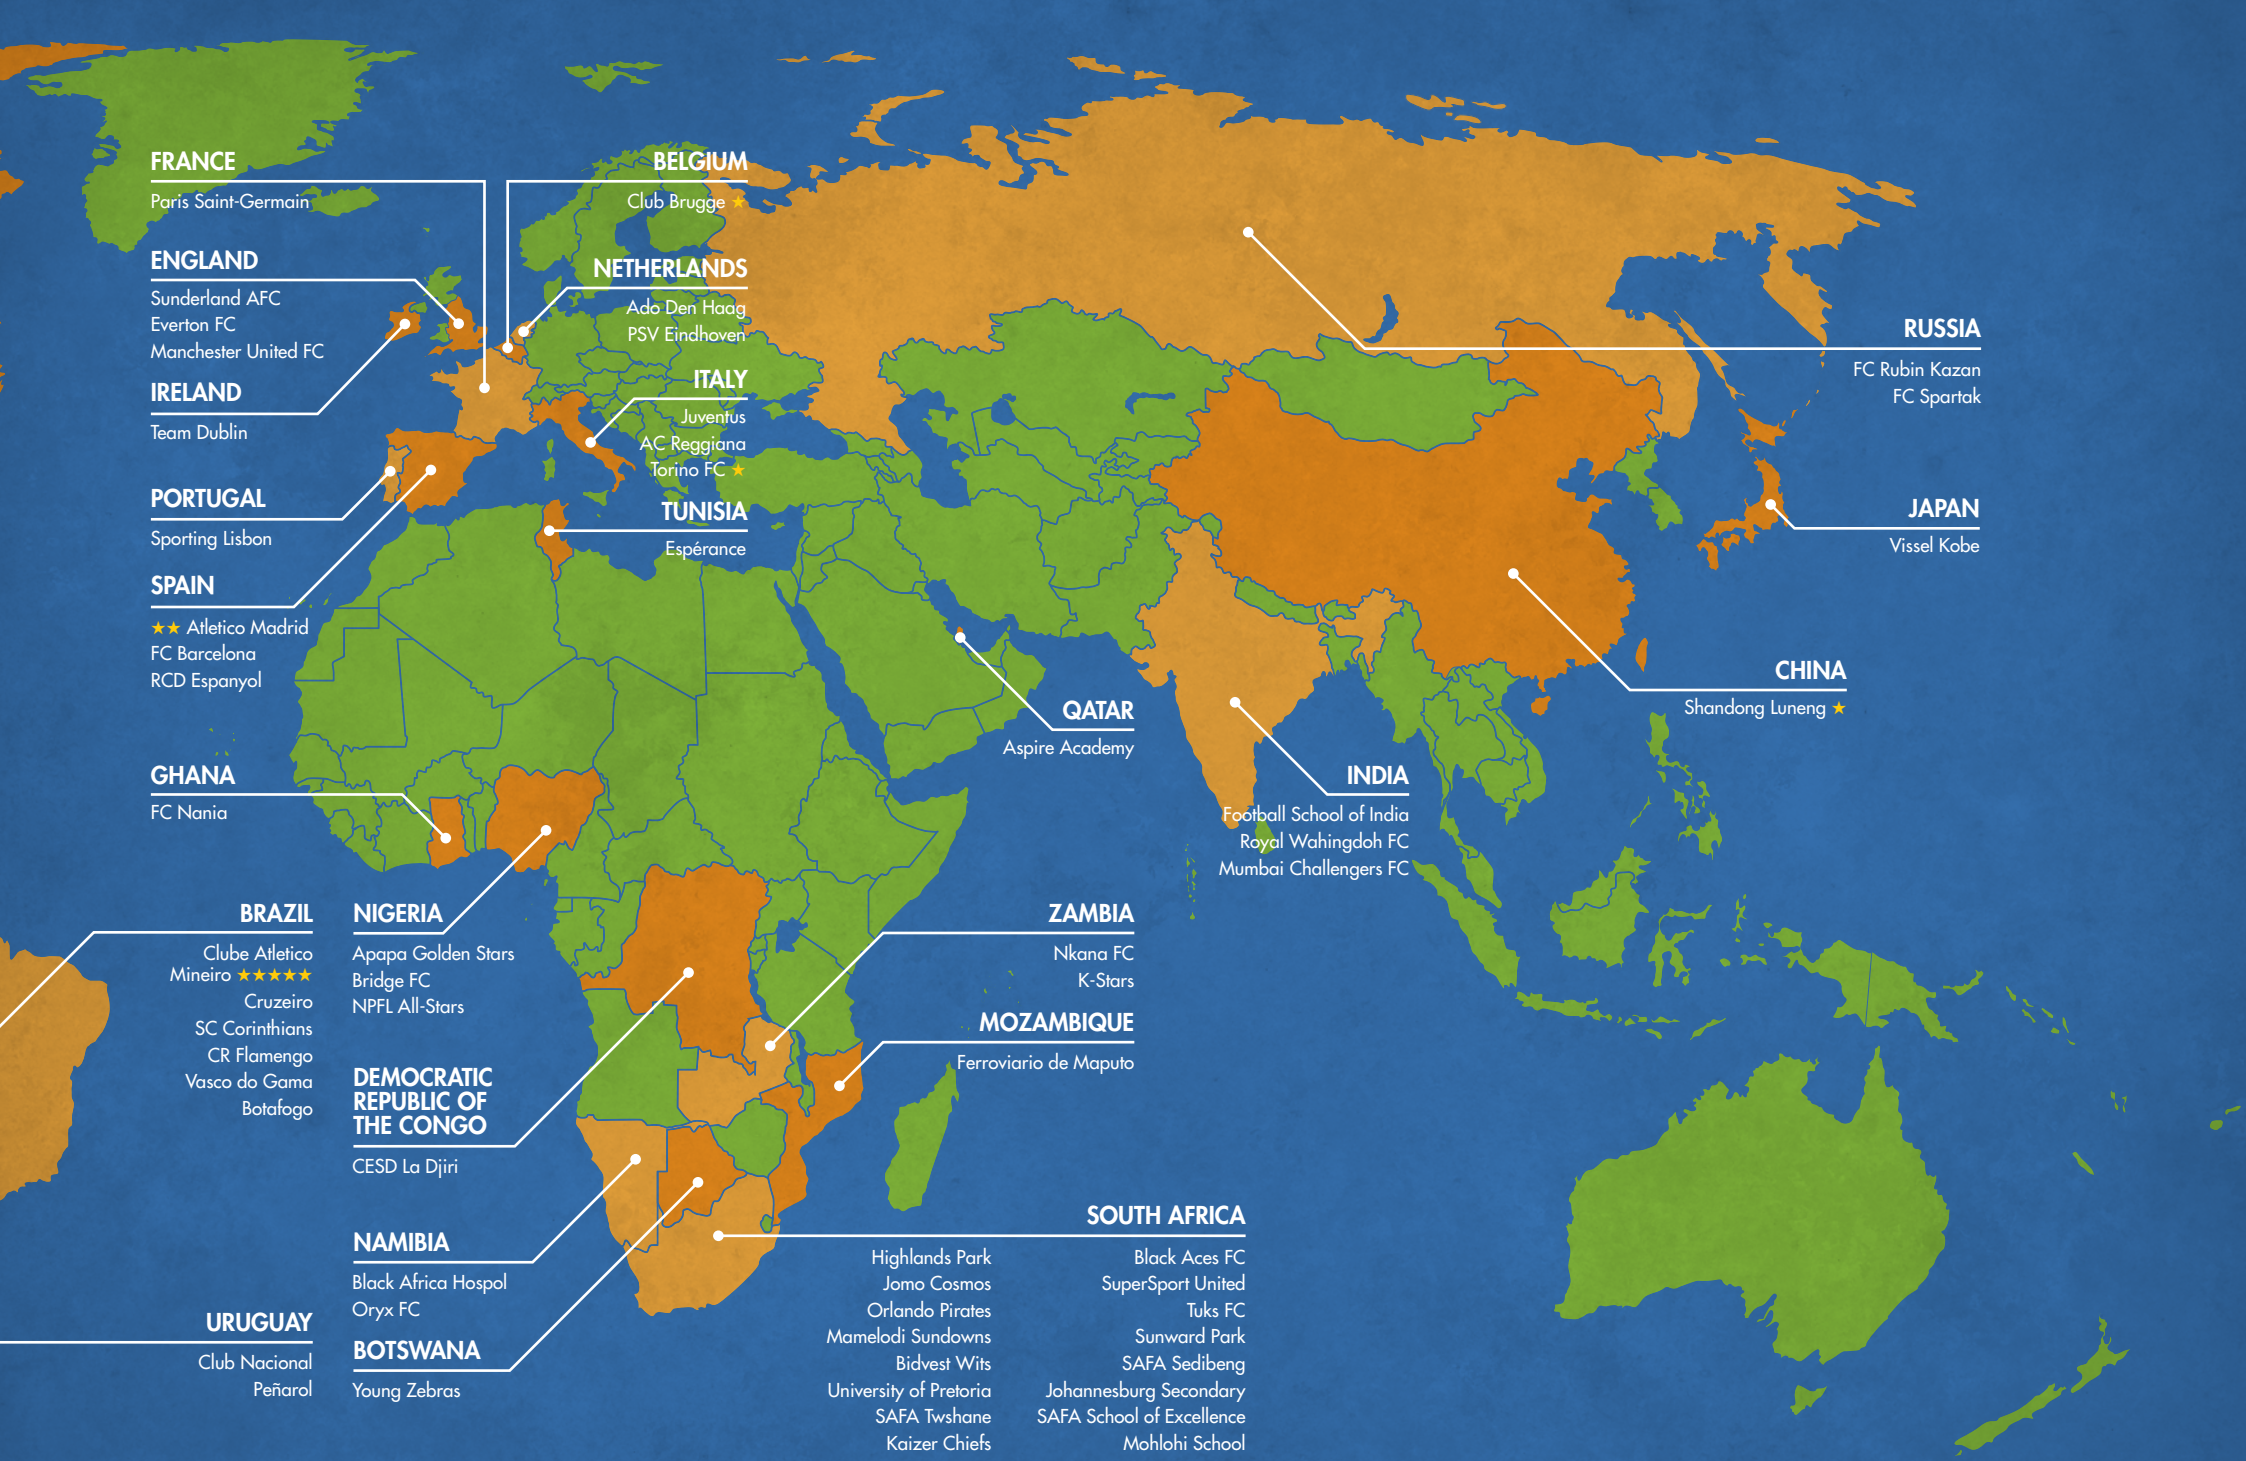 FRANCE
Paris Saint-Germain
ENGLAND
Sunderland AFC
Everton FC
Manchester United FC
IRELAND
Team Dublin
PORTUGAL
Sporting Lisbon
SPAIN
★★ Atletico Madrid
FC Barcelona
RCD Espanyol
GHANA
FC Nania
BELGIUM
Club Brugge ★
NETHERLANDS
Ado Den Haag
PSV Eindhoven
ITALY
Juventus
AC Reggiana
Torino FC ★
TUNISIA
Espérance
RUSSIA
FC Rubin Kazan
FC Spartak
JAPAN
Vissel Kobe
CHINA
Shandong Luneng ★
QATAR
Aspire Academy
INDIA
Football School of India
Royal Wahingdoh FC
Mumbai Challengers FC
BRAZIL
Clube Atletico
Mineiro ★★★★★
Cruzeiro
SC Corinthians
CR Flamengo
Vasco do Gama
Botafogo
URUGUAY
Club Nacional
Peñarol
NIGERIA
Apapa Golden Stars
Bridge FC
NPFL All-Stars
DEMOCRATIC
REPUBLIC OF
THE CONGO
CESD La Djiri
NAMIBIA
Black Africa Hospol
Oryx FC
BOTSWANA
Young Zebras
ZAMBIA
Nkana FC
K-Stars
MOZAMBIQUE
Ferroviario de Maputo
SOUTH AFRICA
Highlands Park
Jomo Cosmos
Orlando Pirates
Mamelodi Sundowns
Bidvest Wits
University of Pretoria
SAFA Twshane
Kaizer Chiefs
Black Aces FC
SuperSport United
Tuks FC
Sunward Park
SAFA Sedibeng
Johannesburg Secondary
SAFA School of Excellence
Mohlohi School